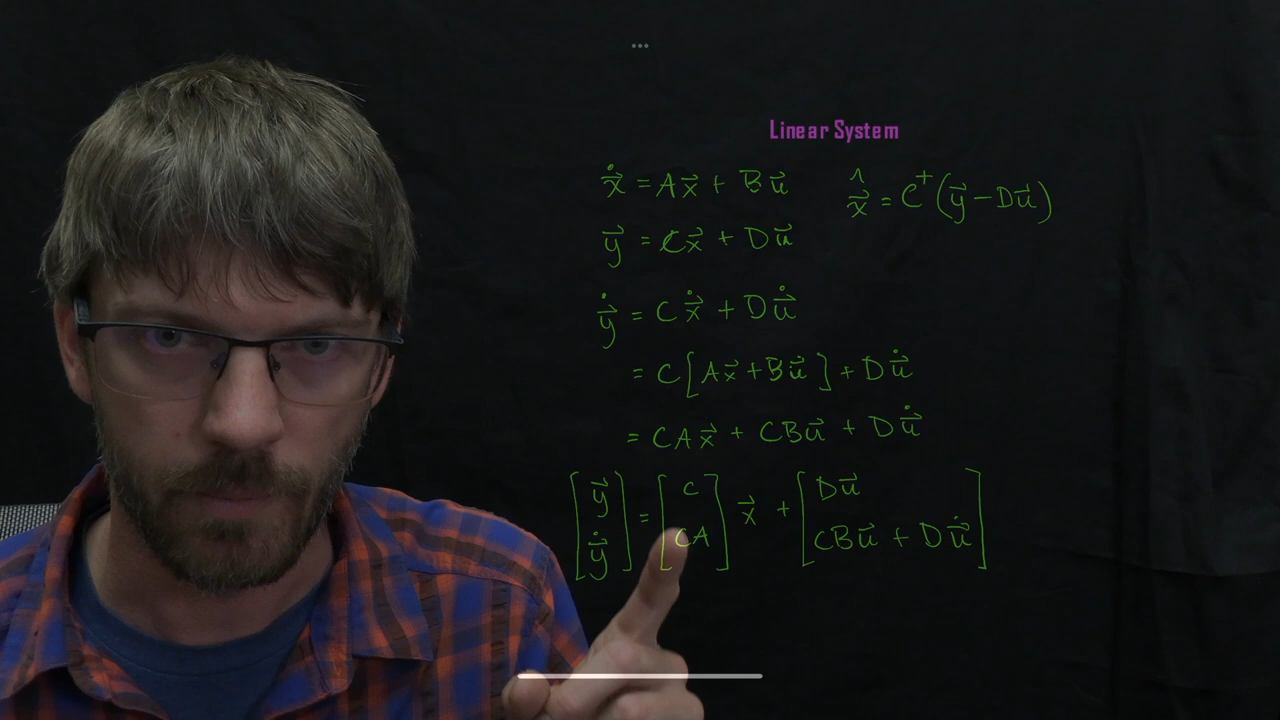 Linear System
ẋ⃗ = Ax⃗ + Bu⃗
x⃗̂ = C⁺(y⃗ − Du⃗)
y⃗ = Cx⃗ + Du⃗
ẏ⃗ = Cẋ⃗ + Du̇⃗
= C[Ax⃗ + Bu⃗] + Du̇⃗
= CAx⃗ + CBu⃗ + Du̇⃗
[y⃗; ẏ⃗] = [C; CA] x⃗ + [Du⃗; CBu⃗ + Du̇⃗]